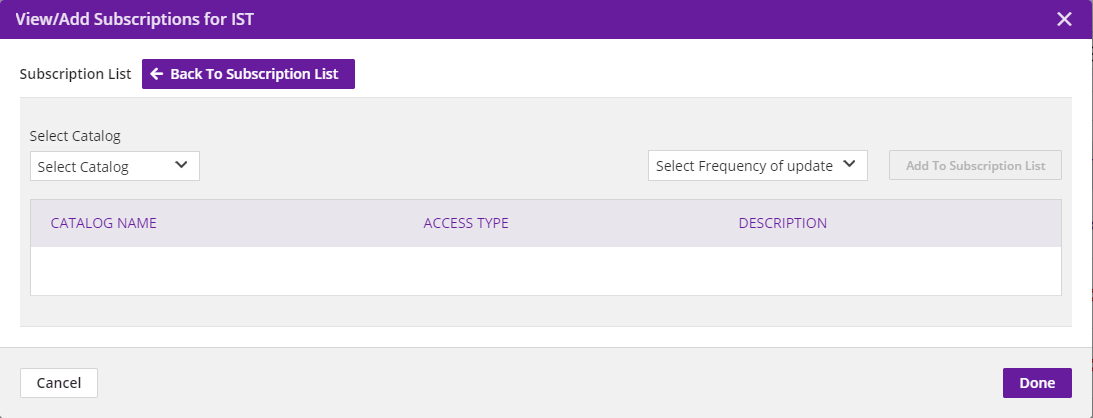 View/Add Subscriptions for IST
Subscription List
Back To Subscription List
Select Catalog
Select Catalog
Select Frequency of update
Add To Subscription List
CATALOG NAME
ACCESS TYPE
DESCRIPTION
Cancel
Done